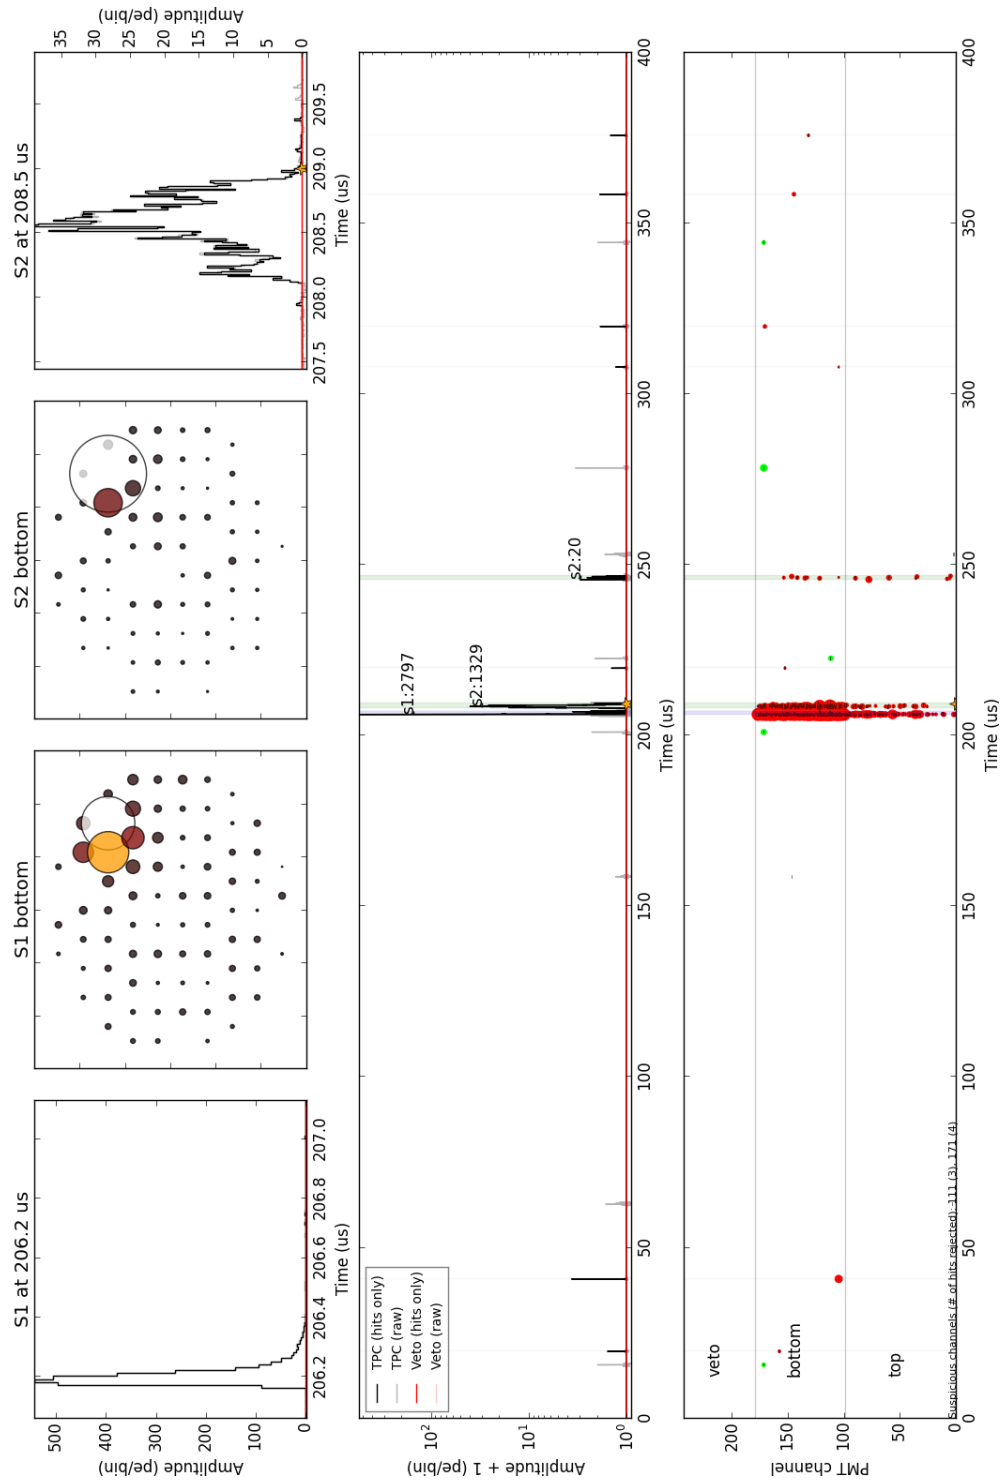 S1 at 206.2 us
Amplitude (pe/bin)
500
400
300
200
100
0
206.2
206.4
206.6
206.8
207.0
Time (us)
S1 bottom
S2 bottom
S2 at 208.5 us
Amplitude (pe/bin)
35
30
25
20
15
10
5
0
207.5
208.0
208.5
209.0
209.5
Time (us)
TPC (hits only)
TPC (raw)
Veto (hits only)
Veto (raw)
s1:2797
s2:1329
s2:20
Amplitude + 1 (pe/bin)
10²
10¹
10⁰
0
50
100
150
200
250
300
350
400
Time (us)
PMT channel
200
150
100
50
0
veto
bottom
top
Suspicious channels (# of hits rejected): 111 (3), 171 (4)
0
50
100
150
200
250
300
350
400
Time (us)